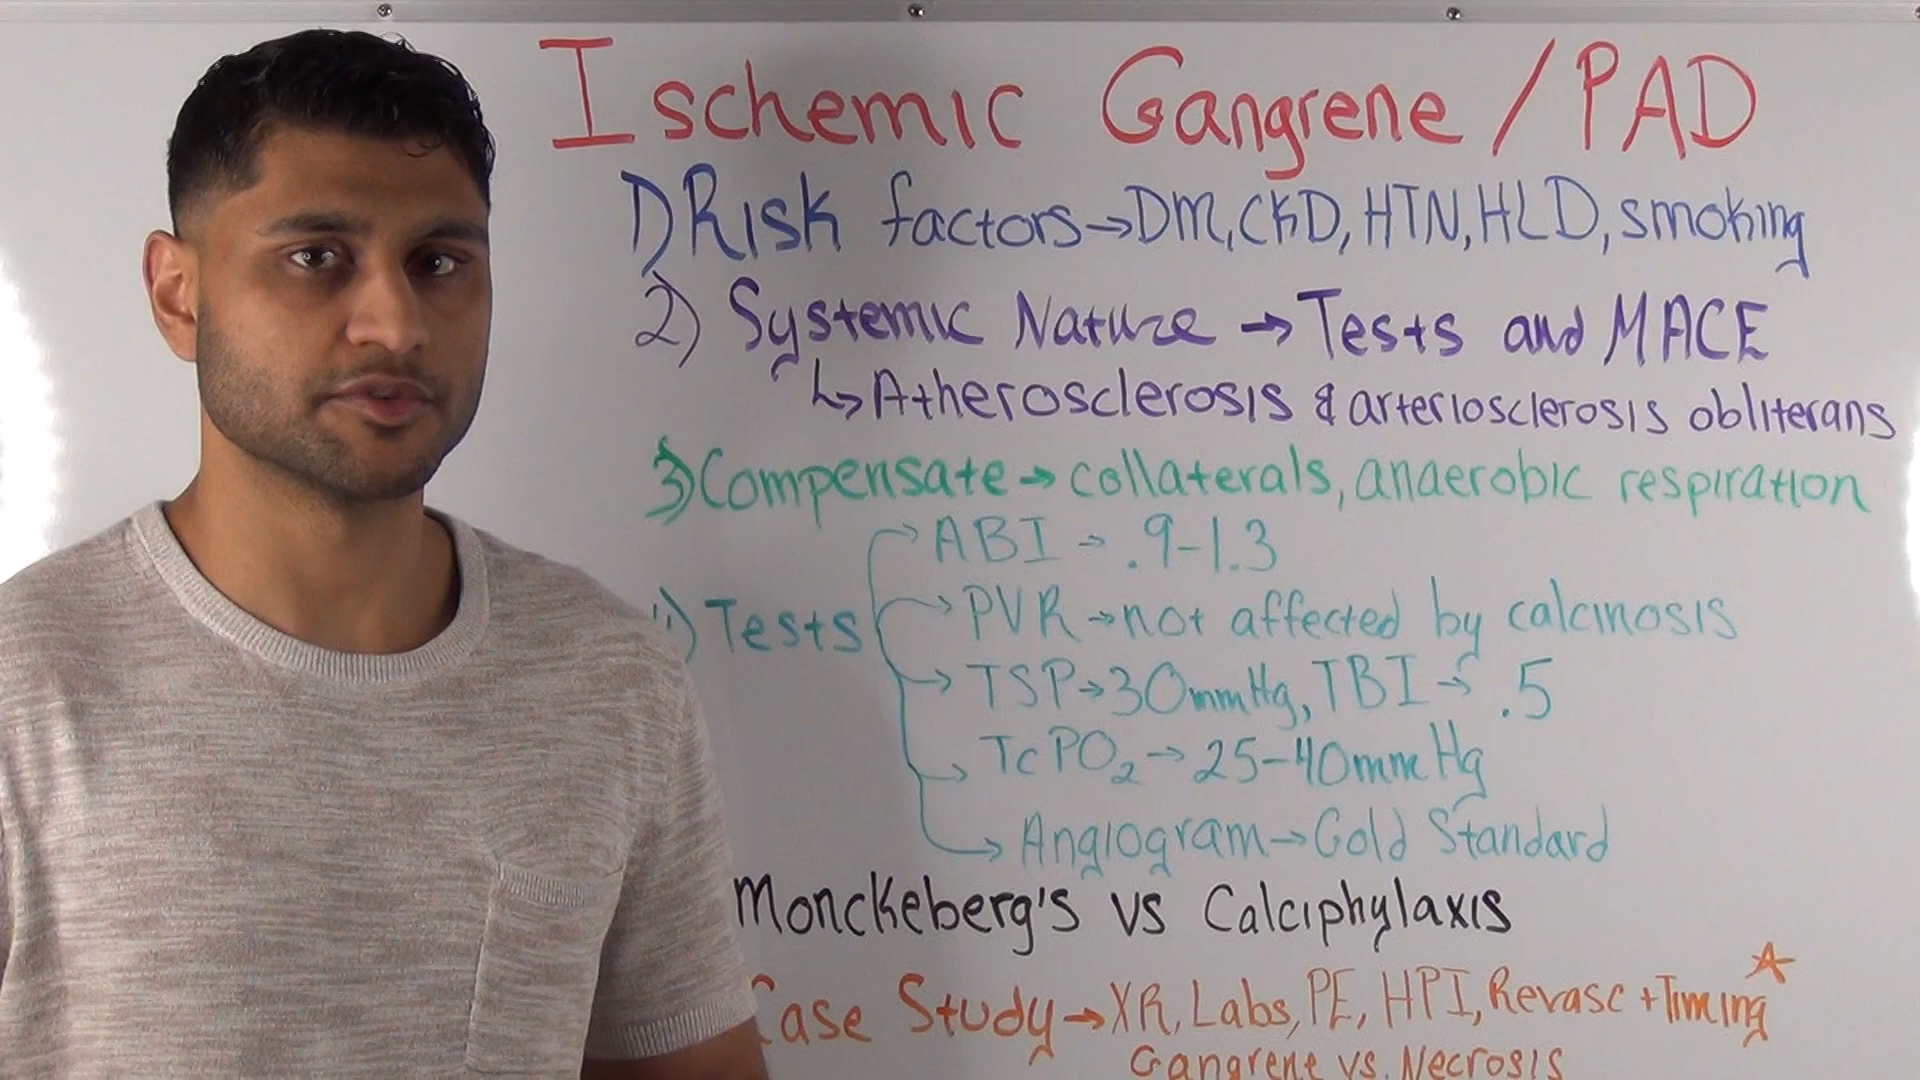 Ischemic Gangrene / PAD
1) Risk factors → DM, CKD, HTN, HLD, smoking
2) Systemic Nature → Tests and MACE
↳ Atherosclerosis & arteriosclerosis obliterans
3) Compensate → collaterals, anaerobic respiration
ABI → .9-1.3
PVR → not affected by calcinosis
4) Tests
TSP → 30mmHg, TBI → .5
TcPO2 → 25-40mmHg
Angiogram → Gold Standard
Monckeberg's vs Calciphylaxis
Case Study → XR, Labs, PE, HPI, Revasc + Timing
Gangrene vs. Necrosis